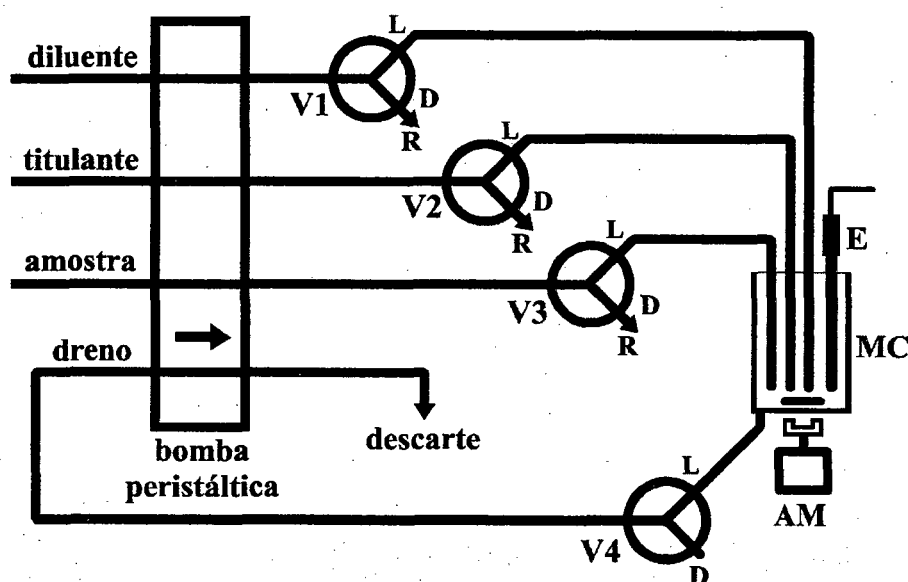 diluente
L
V1
D
R
titulante
L
V2
D
R
amostra
L
E
V3
D
R
MC
dreno
descarte
bomba
peristáltica
L
AM
V4
D